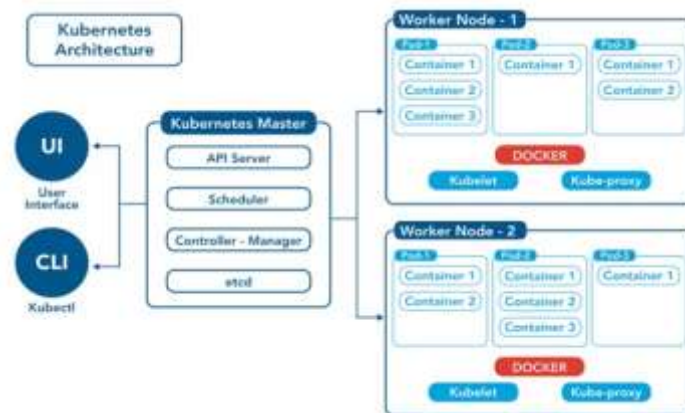 Kubernetes
Architecture
UI
User
Interface
CLI
Kubectl
Kubernetes Master
API Server
Scheduler
Controller - Manager
etcd
Worker Node - 1
Pod-1
Container 1
Container 2
Container 3
Pod-2
Container 1
Pod-3
Container 1
Container 2
DOCKER
Kubelet
Kube-proxy
Worker Node - 2
Pod-1
Container 1
Container 2
Pod-2
Container 1
Container 2
Container 3
Pod-3
Container 1
DOCKER
Kubelet
Kube-proxy